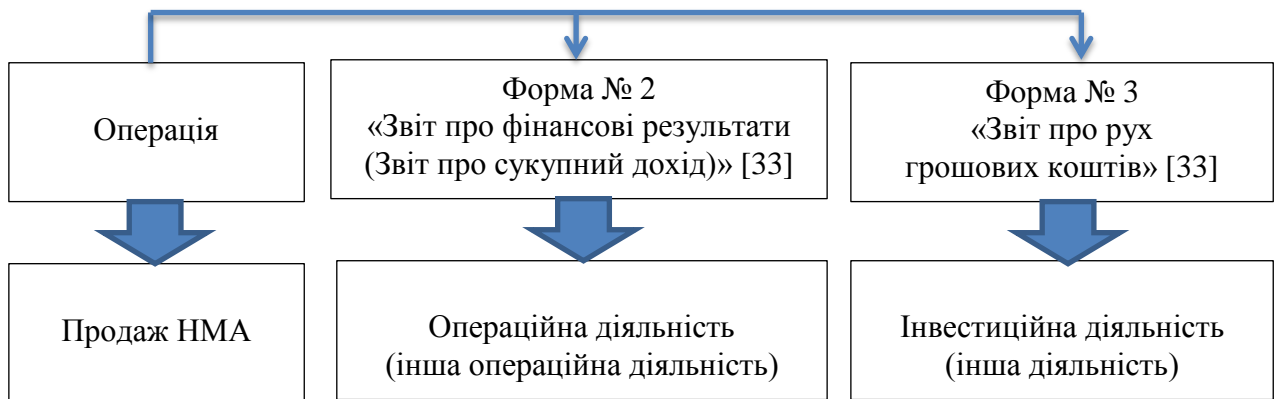 Операція
Форма № 2
«Звіт про фінансові результати
(Звіт про сукупний дохід)» [33]
Форма № 3
«Звіт про рух
грошових коштів» [33]
Продаж НМА
Операційна діяльність
(інша операційна діяльність)
Інвестиційна діяльність
(інша діяльність)